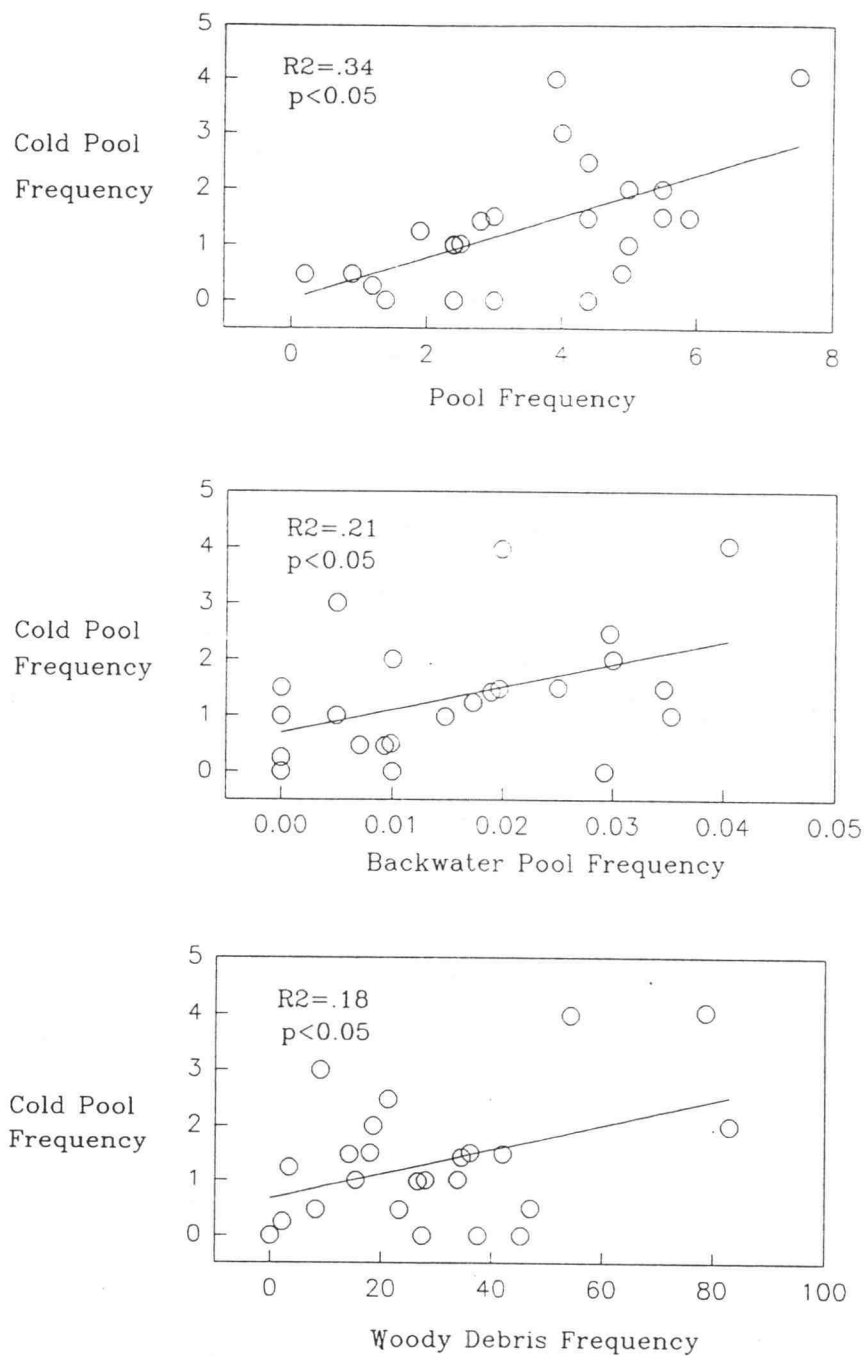 5
4
3
2
1
0
R2=.34
p<0.05
Cold Pool
Frequency
0 2 4 6 8
Pool Frequency
5
4
3
2
1
0
R2=.21
p<0.05
Cold Pool
Frequency
0.00 0.01 0.02 0.03 0.04 0.05
Backwater Pool Frequency
5
4
3
2
1
0
R2=.18
p<0.05
Cold Pool
Frequency
0 20 40 60 80 100
Woody Debris Frequency